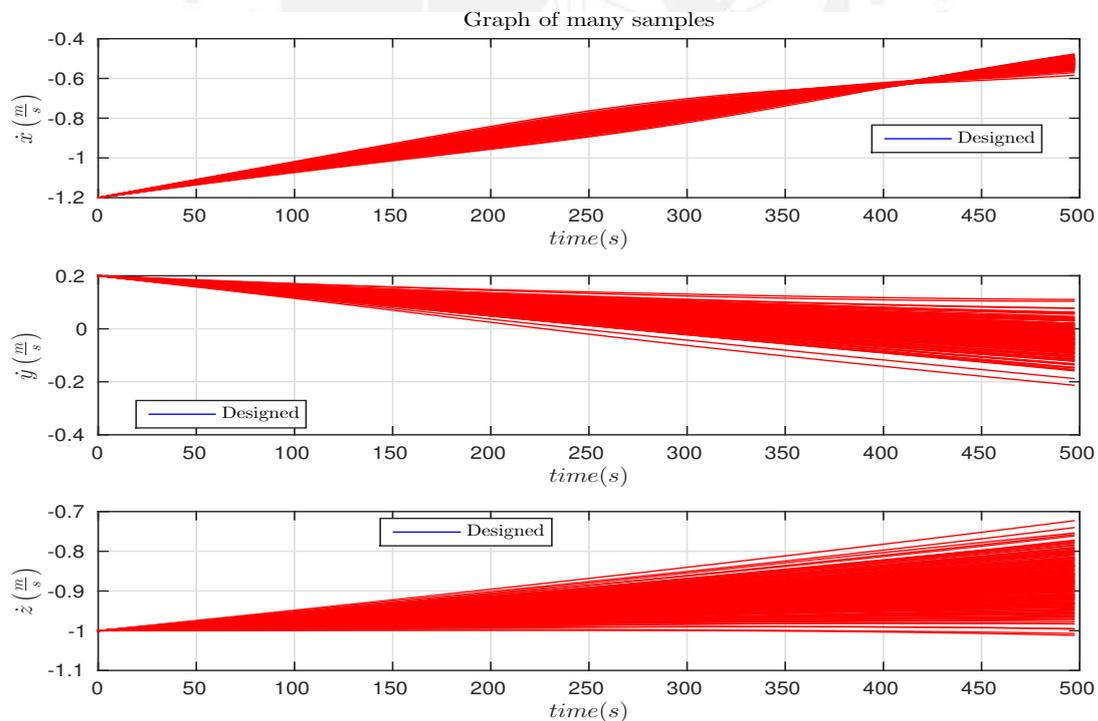 Graph of many samples
-0.4
-0.6
-0.8
-1
-1.2
ẋ (m/s)
Designed
0 50 100 150 200 250 300 350 400 450 500
time(s)
0.2
0
-0.2
-0.4
ẏ (m/s)
Designed
0 50 100 150 200 250 300 350 400 450 500
time(s)
-0.7
-0.8
-0.9
-1
-1.1
ż (m/s)
Designed
0 50 100 150 200 250 300 350 400 450 500
time(s)